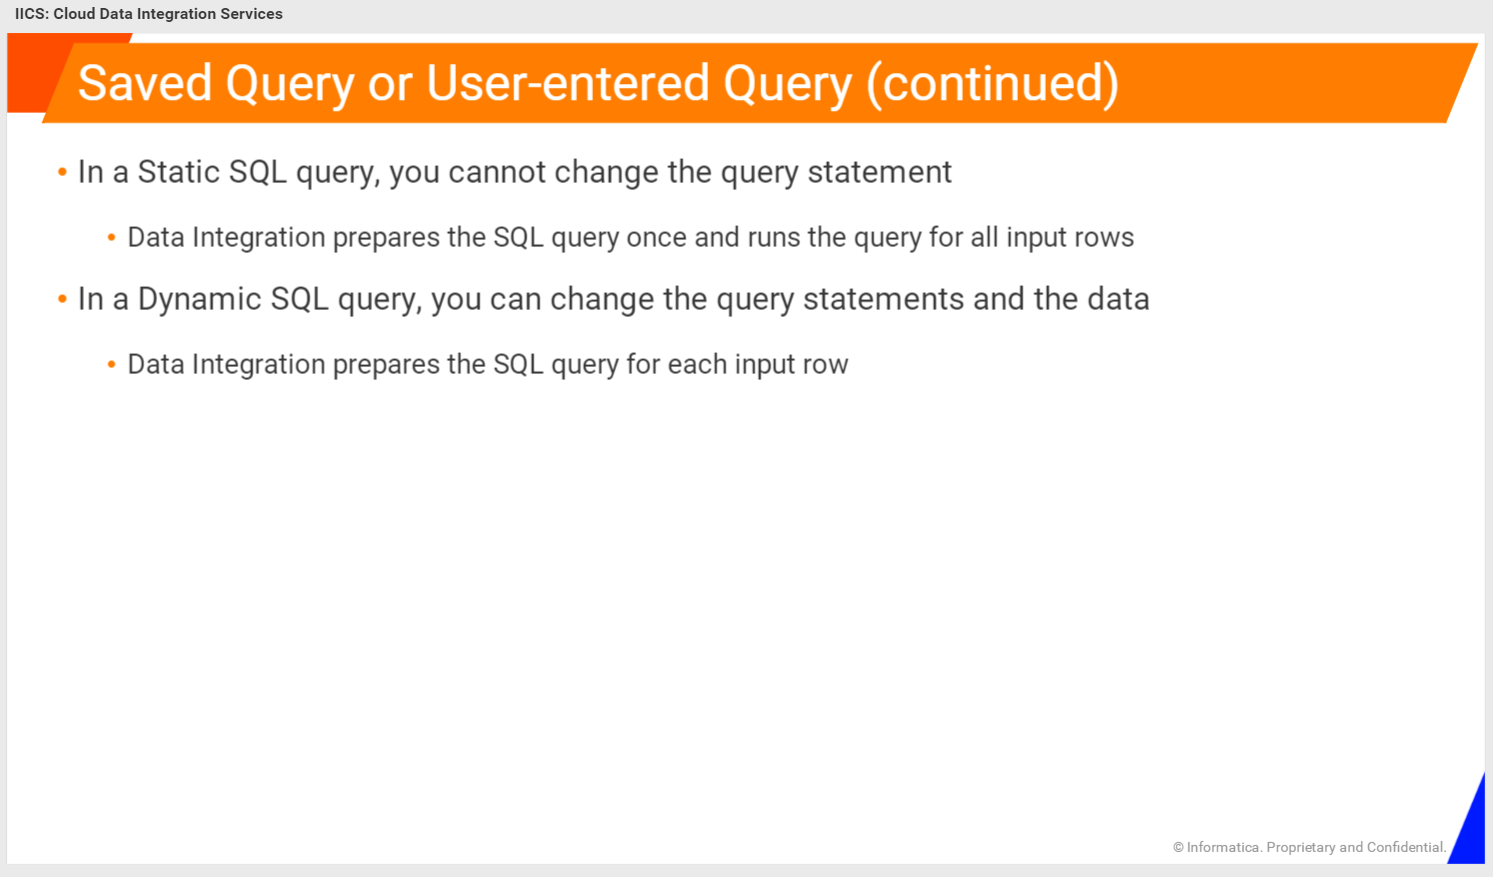 IICS: Cloud Data Integration Services
Saved Query or User-entered Query (continued)
• In a Static SQL query, you cannot change the query statement
• Data Integration prepares the SQL query once and runs the query for all input rows
• In a Dynamic SQL query, you can change the query statements and the data
• Data Integration prepares the SQL query for each input row
© Informatica. Proprietary and Confidential.